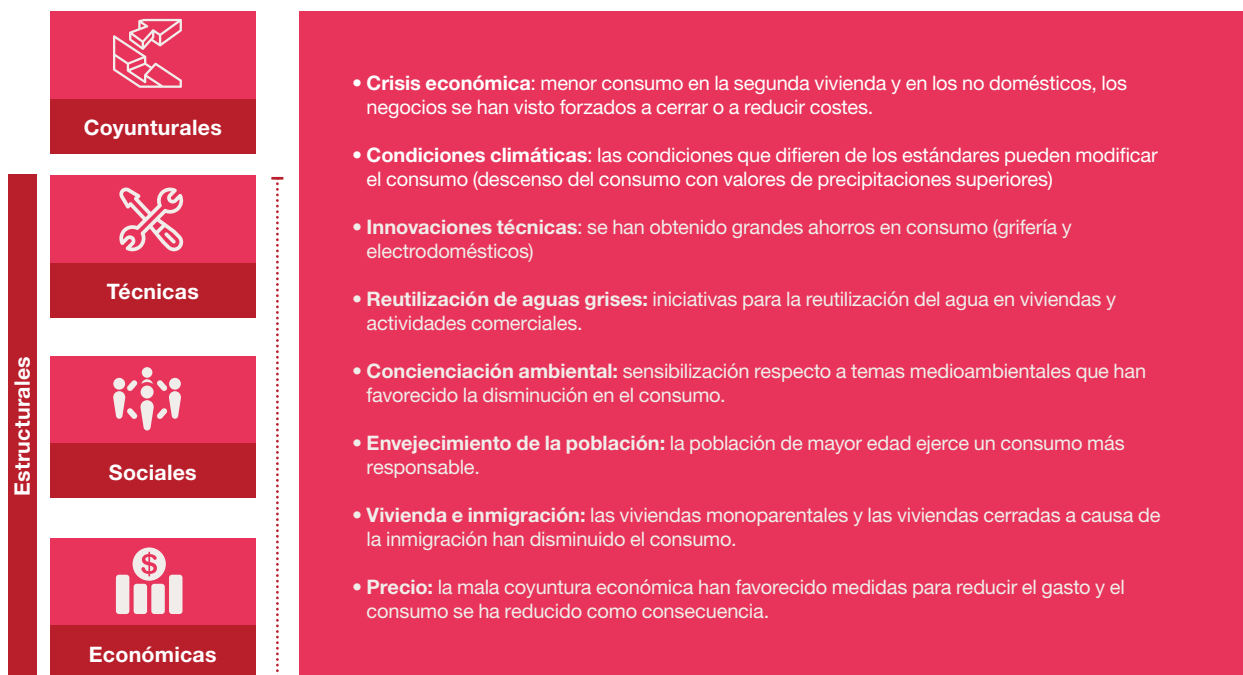 Coyunturales
Estructurales
Técnicas
Sociales
$
Económicas
• Crisis económica: menor consumo en la segunda vivienda y en los no domésticos, los
negocios se han visto forzados a cerrar o a reducir costes.
• Condiciones climáticas: las condiciones que difieren de los estándares pueden modificar
el consumo (descenso del consumo con valores de precipitaciones superiores)
• Innovaciones técnicas: se han obtenido grandes ahorros en consumo (grifería y
electrodomésticos)
• Reutilización de aguas grises: iniciativas para la reutilización del agua en viviendas y
actividades comerciales.
• Concienciación ambiental: sensibilización respecto a temas medioambientales que han
favorecido la disminución en el consumo.
• Envejecimiento de la población: la población de mayor edad ejerce un consumo más
responsable.
• Vivienda e inmigración: las viviendas monoparentales y las viviendas cerradas a causa de
la inmigración han disminuido el consumo.
• Precio: la mala coyuntura económica han favorecido medidas para reducir el gasto y el
consumo se ha reducido como consecuencia.